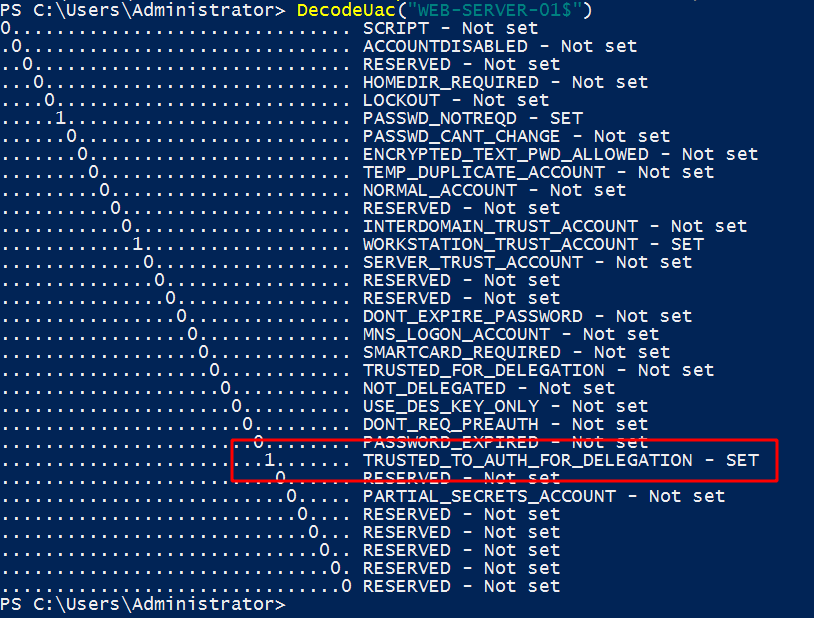 PS C:\Users\Administrator> DecodeUac("WEB-SERVER-01$")
0............................... SCRIPT - Not set
.0.............................. ACCOUNTDISABLED - Not set
..0............................. RESERVED - Not set
...0............................ HOMEDIR_REQUIRED - Not set
....0........................... LOCKOUT - Not set
.....1.......................... PASSWD_NOTREQD - SET
......0......................... PASSWD_CANT_CHANGE - Not set
.......0........................ ENCRYPTED_TEXT_PWD_ALLOWED - Not set
........0....................... TEMP_DUPLICATE_ACCOUNT - Not set
.........0...................... NORMAL_ACCOUNT - Not set
..........0..................... RESERVED - Not set
...........0.................... INTERDOMAIN_TRUST_ACCOUNT - Not set
............1................... WORKSTATION_TRUST_ACCOUNT - SET
.............0.................. SERVER_TRUST_ACCOUNT - Not set
..............0................. RESERVED - Not set
...............0................ RESERVED - Not set
................0............... DONT_EXPIRE_PASSWORD - Not set
.................0.............. MNS_LOGON_ACCOUNT - Not set
..................0............. SMARTCARD_REQUIRED - Not set
...................0............ TRUSTED_FOR_DELEGATION - Not set
....................0........... NOT_DELEGATED - Not set
.....................0.......... USE_DES_KEY_ONLY - Not set
......................0......... DONT_REQ_PREAUTH - Not set
.......................0........ PASSWORD_EXPIRED - Not set
........................1....... TRUSTED_TO_AUTH_FOR_DELEGATION - SET
.........................0...... RESERVED - Not set
..........................0..... PARTIAL_SECRETS_ACCOUNT - Not set
...........................0.... RESERVED - Not set
............................0... RESERVED - Not set
.............................0.. RESERVED - Not set
..............................0. RESERVED - Not set
...............................0 RESERVED - Not set
PS C:\Users\Administrator>